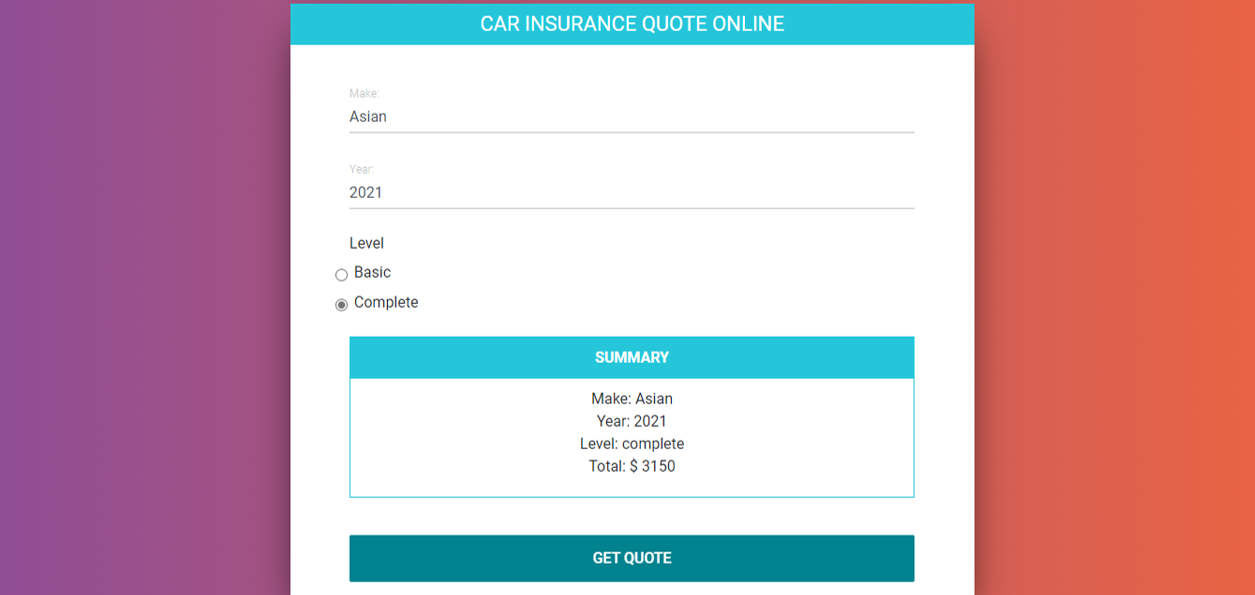 CAR INSURANCE QUOTE ONLINE
Make:
Asian
Year:
2021
Level
Basic
Complete
SUMMARY
Make: Asian
Year: 2021
Level: complete
Total: $ 3150
GET QUOTE